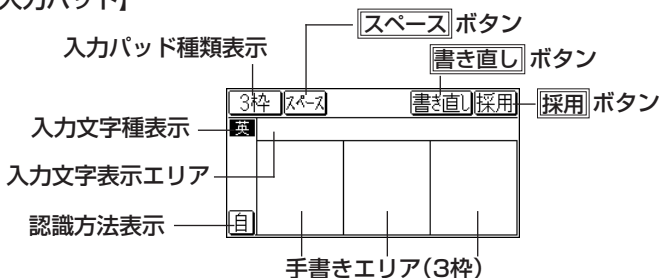 入力パッド】
スペース ボタン
入力パッド種類表示
書き直し ボタン
3枠 スペース 書き直し 採用
採用 ボタン
入力文字種表示
英
入力文字表示エリア
認識方法表示
自
手書きエリア(3枠)